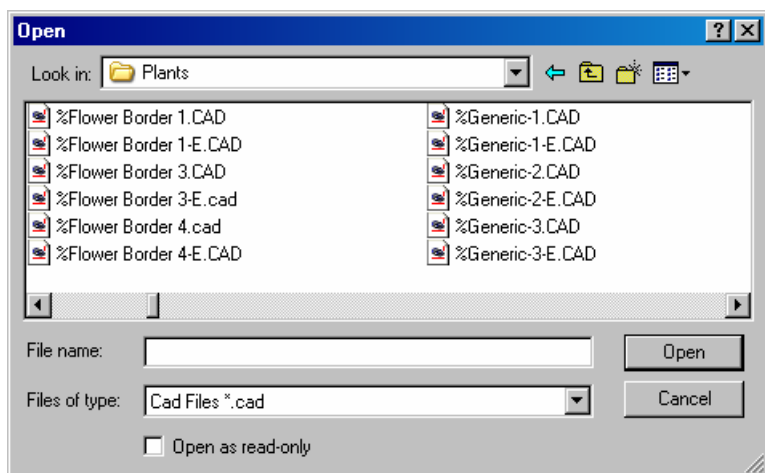 Open
Look in: Plants
%Flower Border 1.CAD
%Flower Border 1-E.CAD
%Flower Border 3.CAD
%Flower Border 3-E.cad
%Flower Border 4.cad
%Flower Border 4-E.CAD
%Generic-1.CAD
%Generic-1-E.CAD
%Generic-2.CAD
%Generic-2-E.CAD
%Generic-3.CAD
%Generic-3-E.CAD
File name:
Open
Files of type: Cad Files *.cad
Cancel
Open as read-only